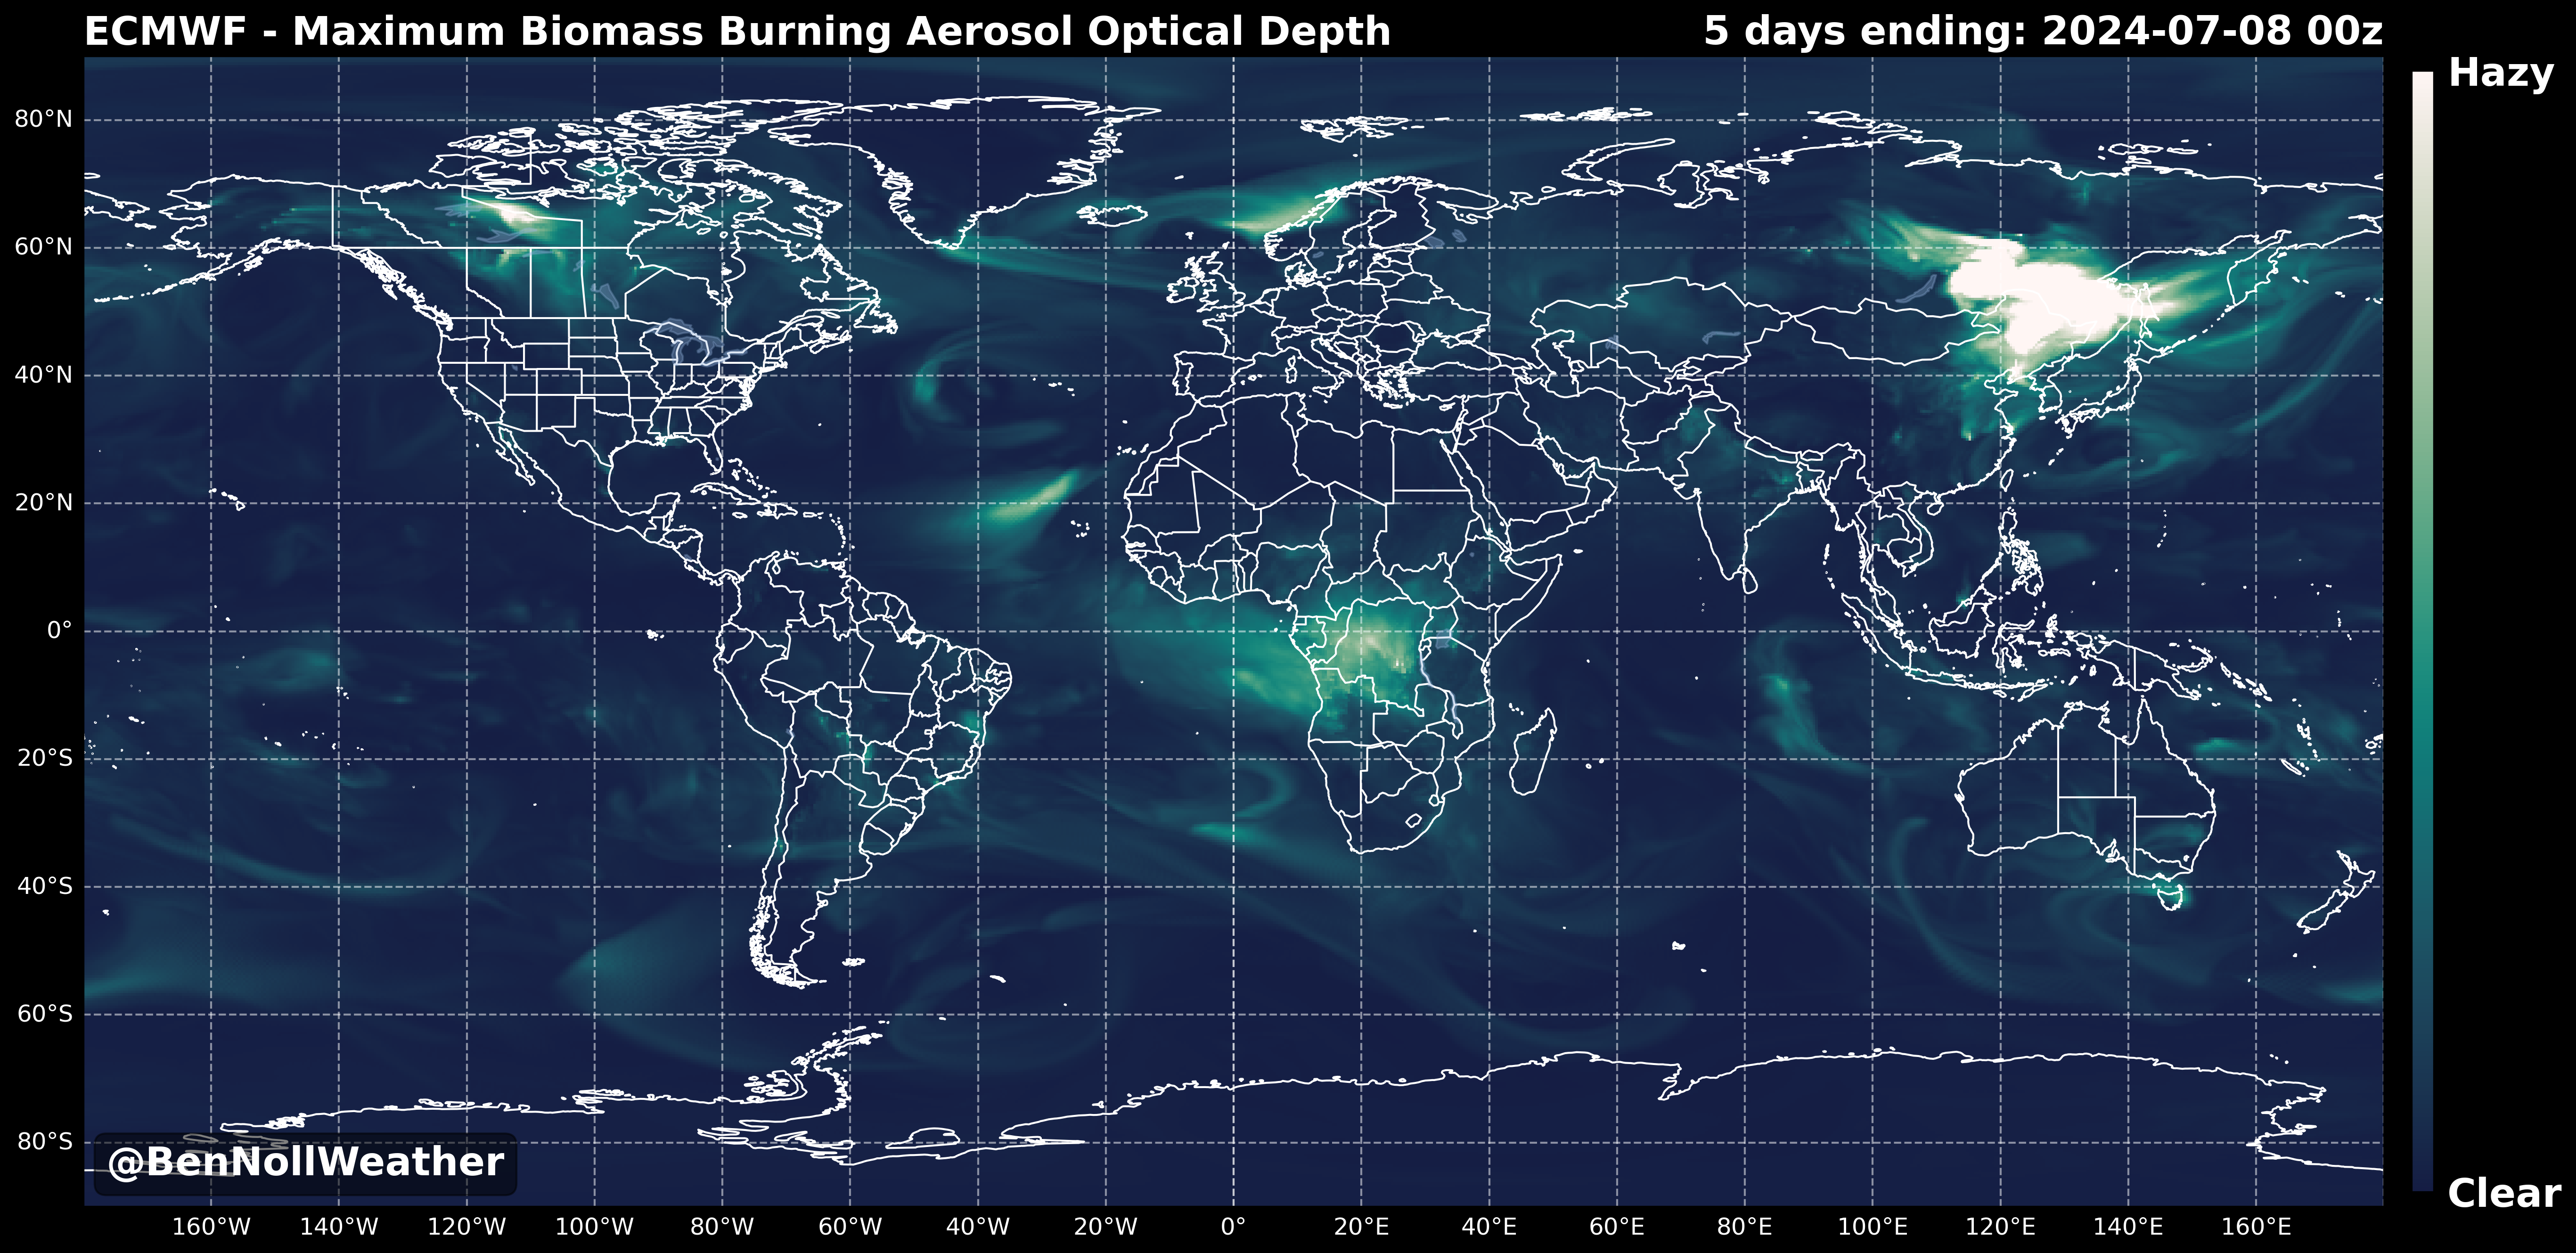 ECMWF - Maximum Biomass Burning Aerosol Optical Depth
5 days ending: 2024-07-08 00z
Hazy
80°N
60°N
40°N
20°N
0°
20°S
40°S
60°S
80°S
@BenNollWeather
Clear
160°W 140°W 120°W 100°W 80°W 60°W 40°W 20°W 0° 20°E 40°E 60°E 80°E 100°E 120°E 140°E 160°E